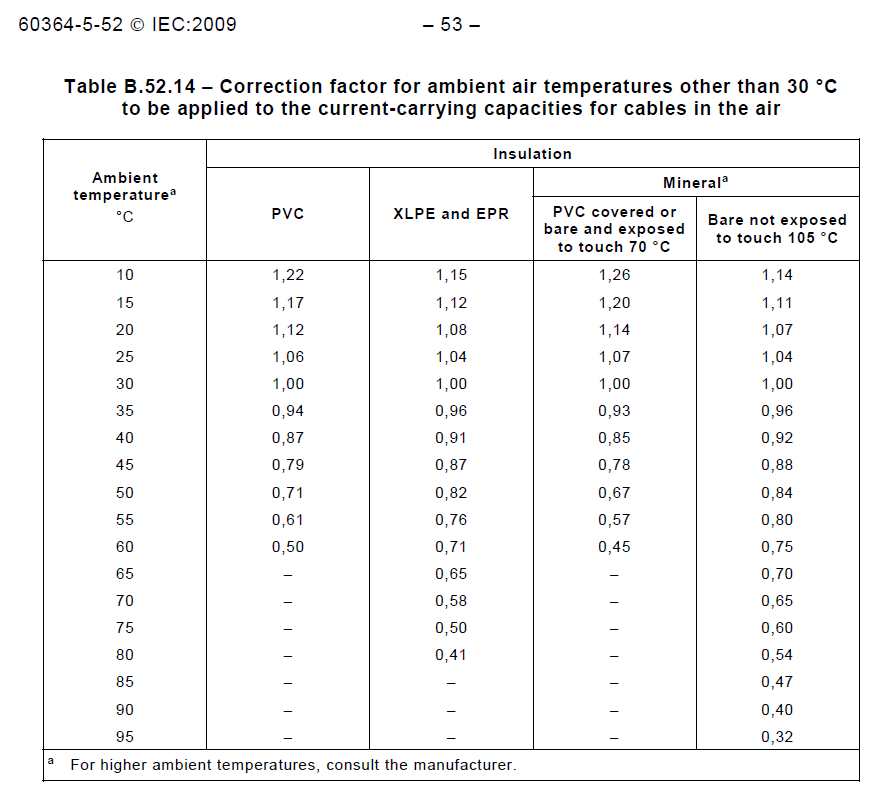 60364-5-52 © IEC:2009 – 53 –
Table B.52.14 – Correction factor for ambient air temperatures other than 30 °C
to be applied to the current-carrying capacities for cables in the air
Ambient
temperatureᵃ
°C
Insulation
PVC
XLPE and EPR
Mineralᵃ
PVC covered or
bare and exposed
to touch 70 °C
Bare not exposed
to touch 105 °C
10 1,22 1,15 1,26 1,14
15 1,17 1,12 1,20 1,11
20 1,12 1,08 1,14 1,07
25 1,06 1,04 1,07 1,04
30 1,00 1,00 1,00 1,00
35 0,94 0,96 0,93 0,96
40 0,87 0,91 0,85 0,92
45 0,79 0,87 0,78 0,88
50 0,71 0,82 0,67 0,84
55 0,61 0,76 0,57 0,80
60 0,50 0,71 0,45 0,75
65 – 0,65 – 0,70
70 – 0,58 – 0,65
75 – 0,50 – 0,60
80 – 0,41 – 0,54
85 – – – 0,47
90 – – – 0,40
95 – – – 0,32
ᵃ For higher ambient temperatures, consult the manufacturer.